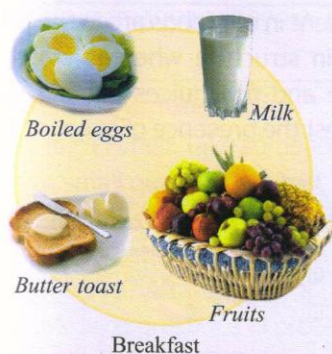 Boiled eggs
Milk
Butter toast
Fruits
Breakfast